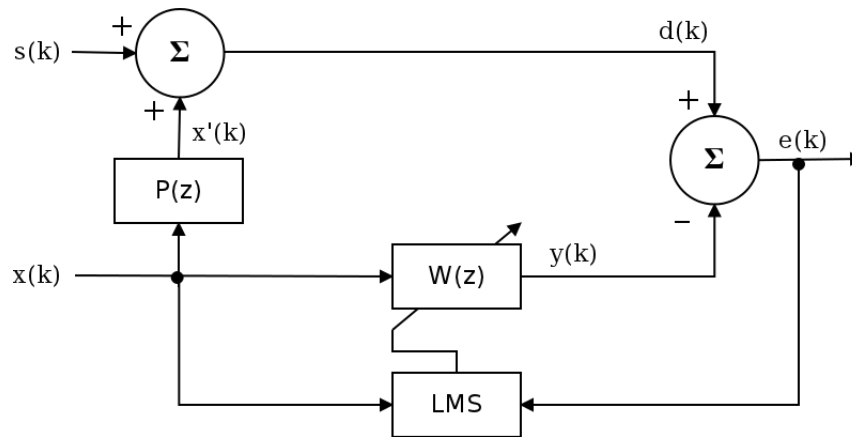 +
s(k)
Σ
d(k)
+
x'(k)
+
Σ
e(k)
P(z)
−
x(k)
W(z)
y(k)
LMS